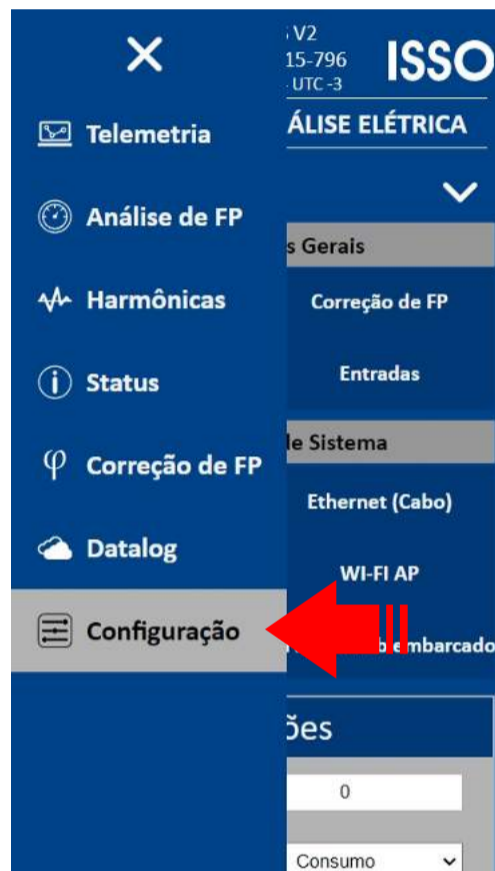 V2
15-796
UTC -3
ISSO
ÁLISE ELÉTRICA
Telemetria
Análise de FP
s Gerais
Harmônicas
Correção de FP
Status
Entradas
φ Correção de FP
de Sistema
Ethernet (Cabo)
Datalog
WI-FI AP
Configuração
embarcado
ões
0
Consumo